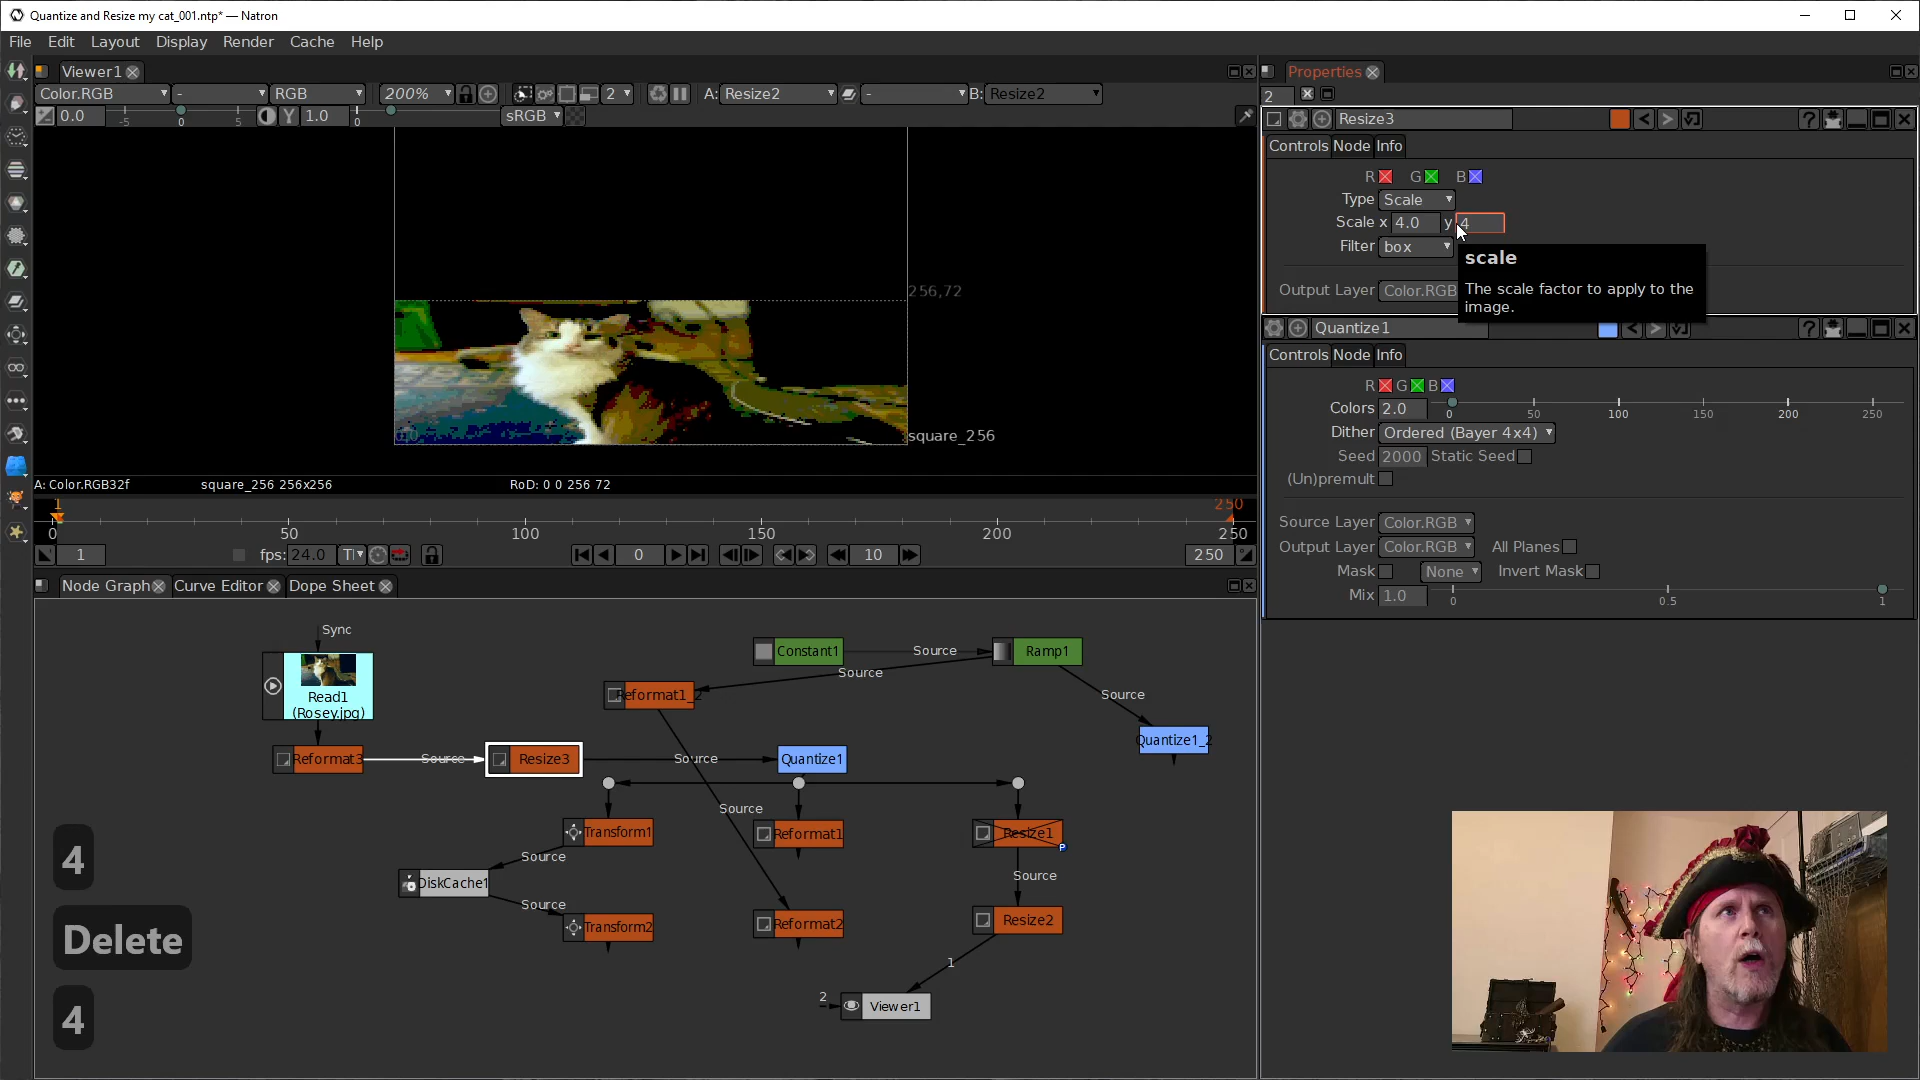 Quantize and Resize my cat_001.ntp* — Natron
File Edit Layout Display Render Cache Help
Viewer1
Color.RGB - RGB 200% 2 A: Resize2 - B: Resize2
0.0 -5 0 5 Y 1.0 0 sRGB
256,72
square_256
A: Color.RGB32f square_256 256x256 RoD: 0 0 256 72
1 250
0 50 100 150 200 250
1 fps: 24.0 0 10 250
Node Graph Curve Editor Dope Sheet
Sync
Read1
(Rosey.jpg)
Constant1 Source Ramp1
Source
Reformat1_2
Source
Quantize1_2
Reformat3 Source Resize3 Source Quantize1
Source
Transform1 Reformat1 Resize1
P
Source
DiskCache1
Source
Source
Transform2 Reformat2 Resize2
1
2 Viewer1
4
Delete
4
Properties
2
Resize3
?
Controls Node Info
R G B
Type Scale
Scale x 4.0 y 4
Filter box
scale
The scale factor to apply to the
image.
Output Layer Color.RGB
Quantize1
?
Controls Node Info
R G B
Colors 2.0 0 50 100 150 200 250
Dither Ordered (Bayer 4x4)
Seed 2000 Static Seed
(Un)premult
Source Layer Color.RGB
Output Layer Color.RGB All Planes
Mask None Invert Mask
Mix 1.0 0 0.5 1